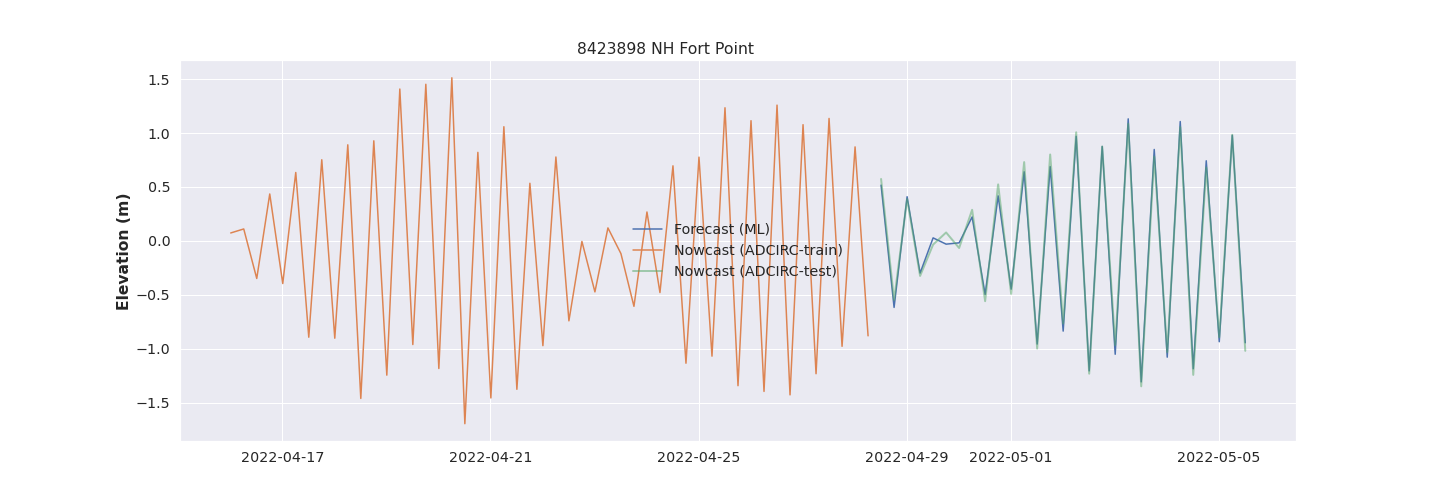 8423898 NH Fort Point
Elevation (m)
1.5
1.0
0.5
0.0
−0.5
−1.0
−1.5
Forecast (ML)
Nowcast (ADCIRC-train)
Nowcast (ADCIRC-test)
2022-04-17 2022-04-21 2022-04-25 2022-04-29 2022-05-01 2022-05-05